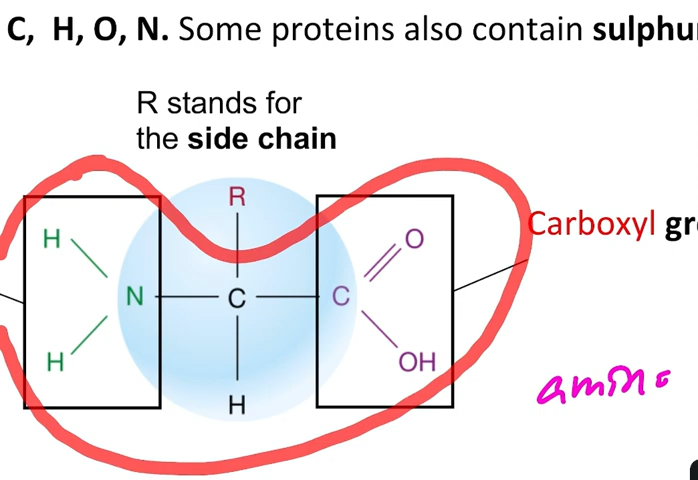 C, H, O, N. Some proteins also contain sulphu
R stands for
the side chain
R
H
O
Carboxyl gr
N
C
C
H
OH
H
amino